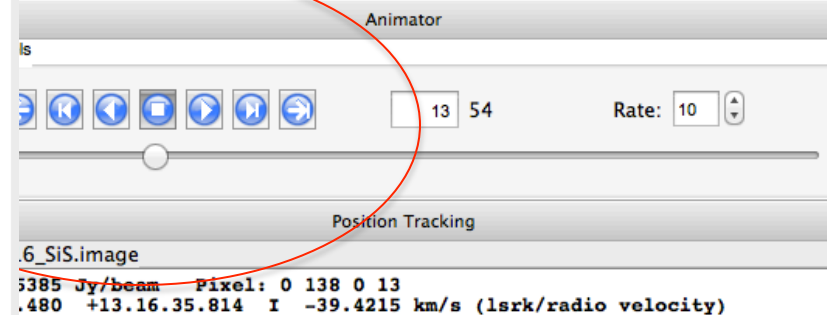 Animator
ls
13 54 Rate: 10
Position Tracking
.6_SiS.image
5385 Jy/beam Pixel: 0 138 0 13
.480 +13.16.35.814 I -39.4215 km/s (lsrk/radio velocity)